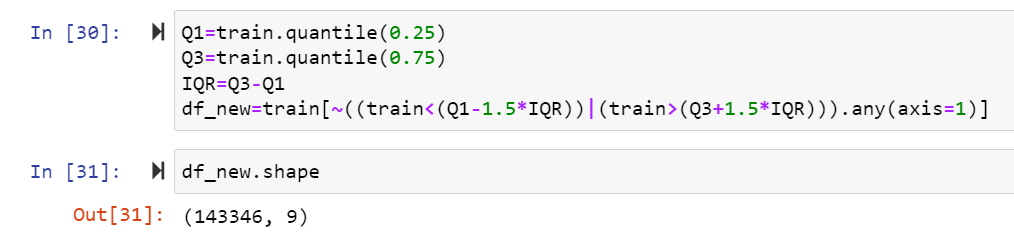 In [30]:
Q1=train.quantile(0.25)
Q3=train.quantile(0.75)
IQR=Q3-Q1
df_new=train[~((train<(Q1-1.5*IQR))|(train>(Q3+1.5*IQR))).any(axis=1)]
In [31]:
df_new.shape
Out[31]: (143346, 9)